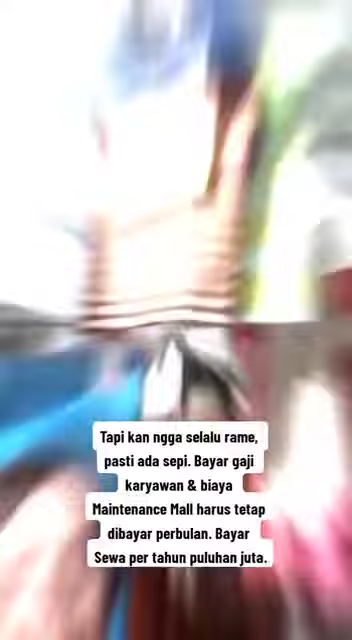 Tapi kan ngga selalu rame,
pasti ada sepi. Bayar gaji
karyawan & biaya
Maintenance Mall harus tetap
dibayar perbulan. Bayar
Sewa per tahun puluhan juta.